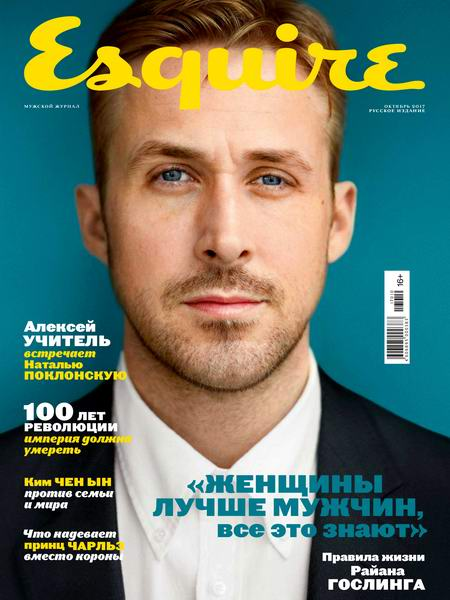 Esquire
МУЖСКОЙ ЖУРНАЛ
ОКТЯБРЬ 2017
РУССКОЕ ИЗДАНИЕ
16+
Алексей
УЧИТЕЛЬ
встречает
Наталью
ПОКЛОНСКУЮ
100 ЛЕТ
РЕВОЛЮЦИИ
империя должна
умереть
Ким ЧЕН ЫН
против семьи
и мира
Что надевает
принц ЧАРЛЬЗ
вместо короны
«ЖЕНЩИНЫ
ЛУЧШЕ МУЖЧИН,
все это знают»
Правила жизни
Райана
ГОСЛИНГА